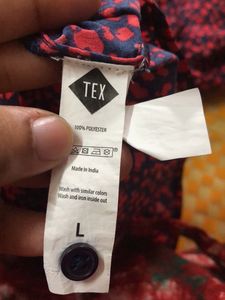 TEX
100% POLYESTER
Made In India
Wash with similar colors
Wash and iron inside out
L